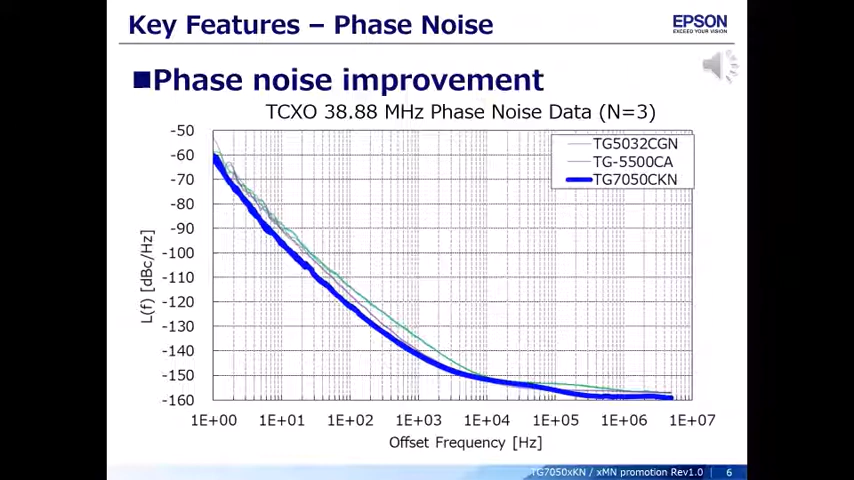 Key Features – Phase Noise
EPSON
EXCEED YOUR VISION
■Phase noise improvement
TCXO 38.88 MHz Phase Noise Data (N=3)
TG5032CGN
TG-5500CA
TG7050CKN
L(f) [dBc/Hz]
-50
-60
-70
-80
-90
-100
-110
-120
-130
-140
-150
-160
1E+00 1E+01 1E+02 1E+03 1E+04 1E+05 1E+06 1E+07
Offset Frequency [Hz]
TG7050xKN / xMN promotion Rev1.0 6